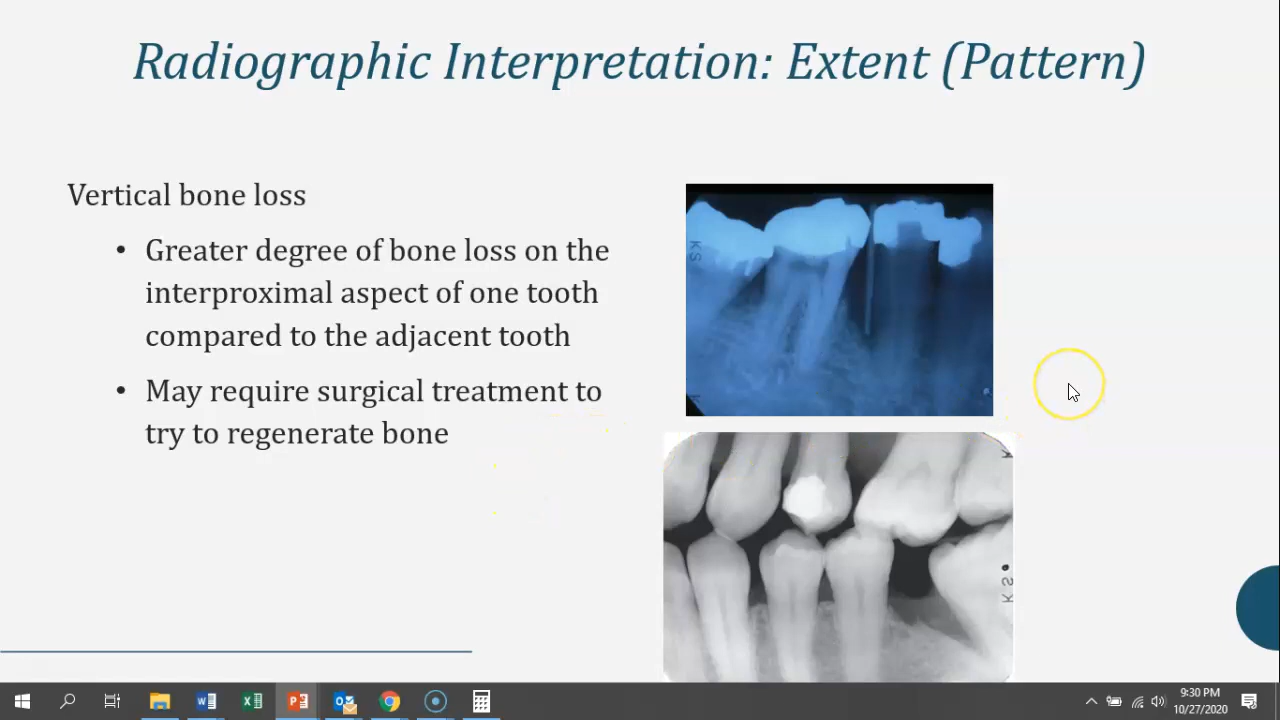 Radiographic Interpretation: Extent (Pattern)
Vertical bone loss
• Greater degree of bone loss on the
interproximal aspect of one tooth
compared to the adjacent tooth
• May require surgical treatment to
try to regenerate bone
KS
K
K
K S
9:30 PM
10/27/2020